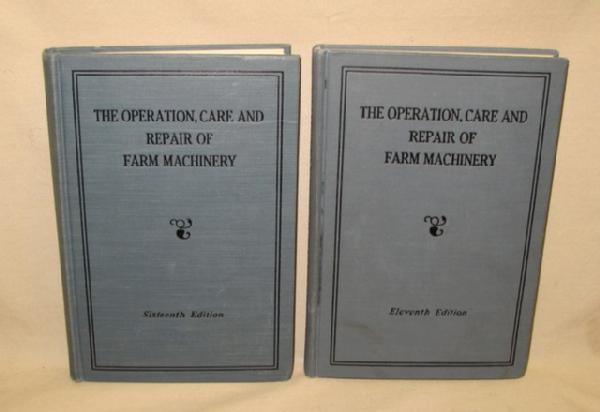 THE OPERATION, CARE AND
REPAIR OF
FARM MACHINERY
Sixteenth Edition
THE OPERATION, CARE AND
REPAIR OF
FARM MACHINERY
Eleventh Edition